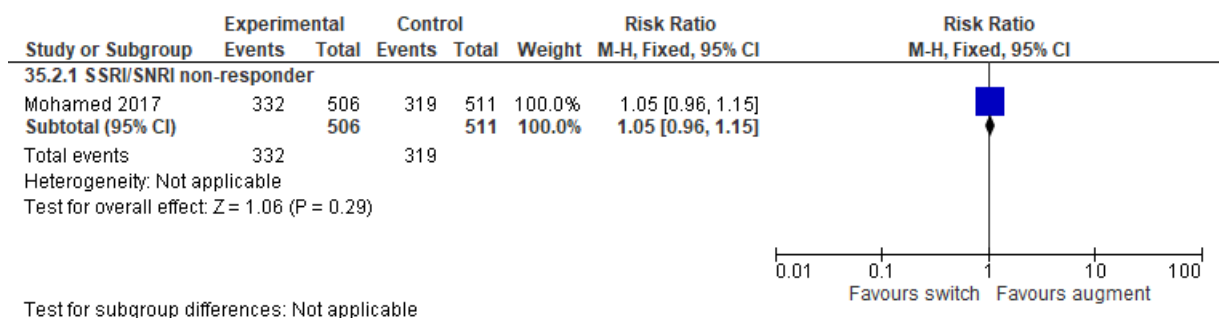 Experimental Control Risk Ratio Risk Ratio
Study or Subgroup Events Total Events Total Weight M-H, Fixed, 95% CI M-H, Fixed, 95% CI
35.2.1 SSRI/SNRI non-responder
Mohamed 2017 332 506 319 511 100.0% 1.05 [0.96, 1.15]
Subtotal (95% CI) 506 511 100.0% 1.05 [0.96, 1.15]
Total events 332 319
Heterogeneity: Not applicable
Test for overall effect: Z = 1.06 (P = 0.29)
0.01 0.1 1 10 100
Favours switch Favours augment
Test for subgroup differences: Not applicable